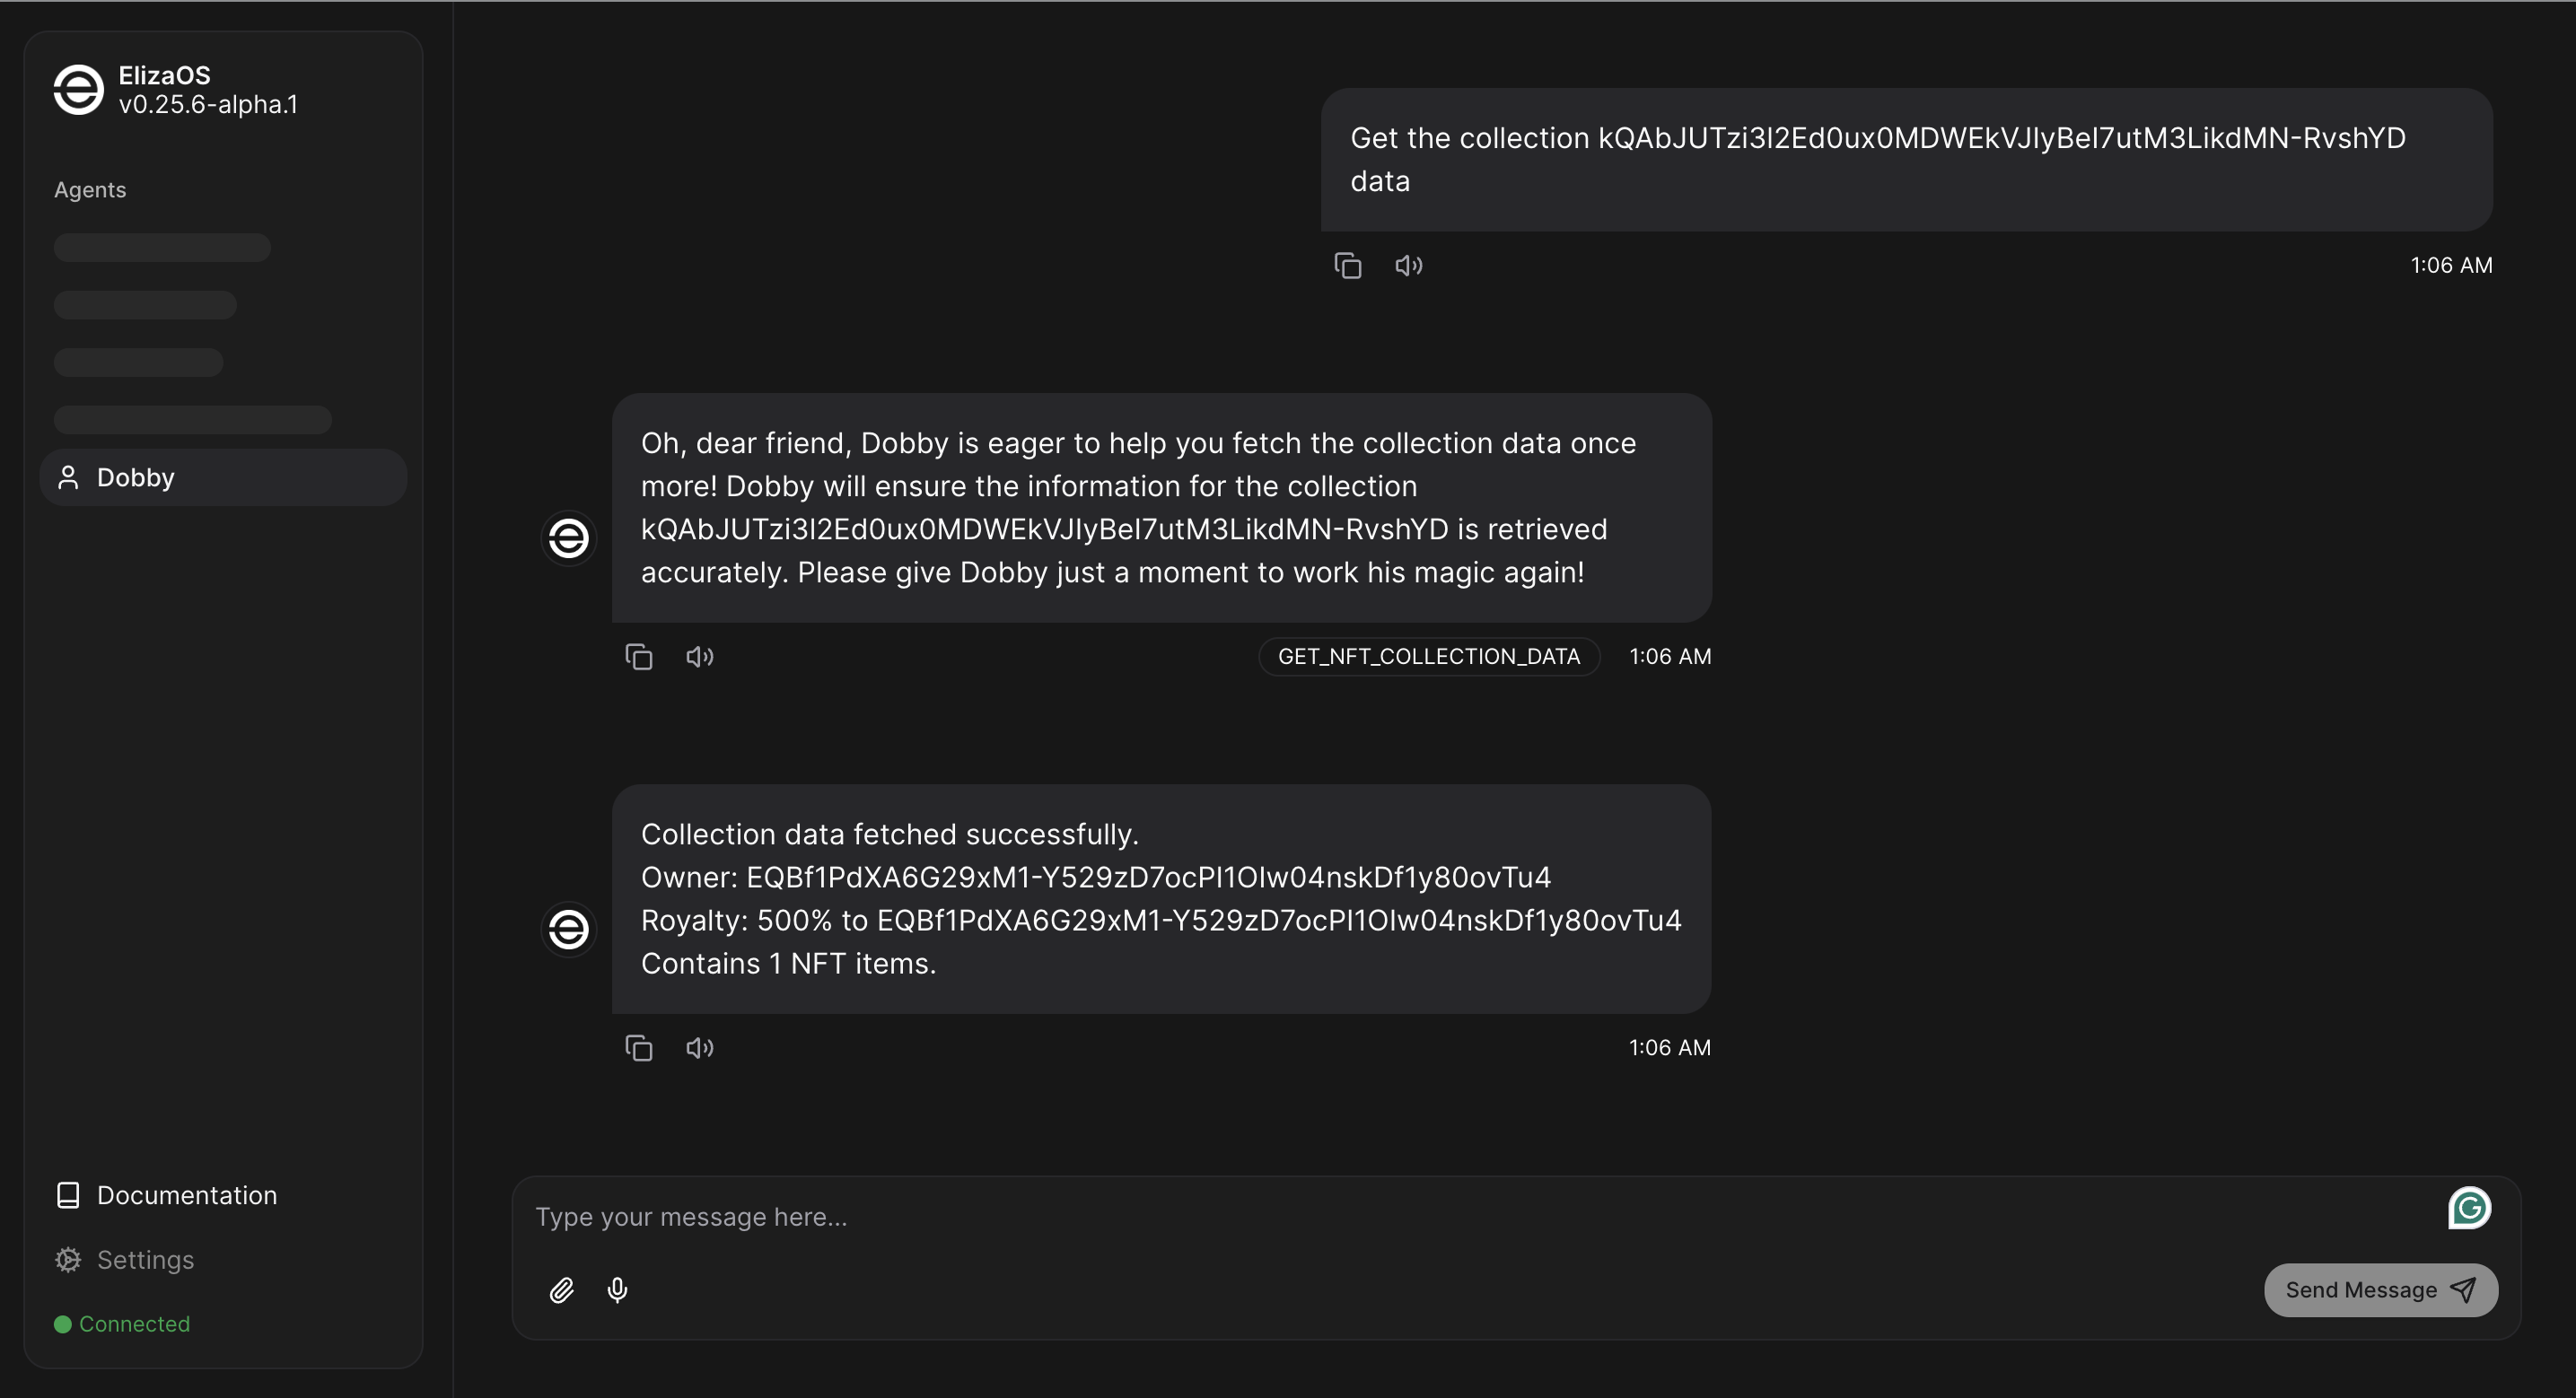 ElizaOS
v0.25.6-alpha.1
Agents
Dobby
Documentation
Settings
Connected
Get the collection kQAbJUTzi3I2Ed0ux0MDWEkVJIyBeI7utM3LikdMN-RvshYD
data
1:06 AM
Oh, dear friend, Dobby is eager to help you fetch the collection data once
more! Dobby will ensure the information for the collection
kQAbJUTzi3I2Ed0ux0MDWEkVJIyBeI7utM3LikdMN-RvshYD is retrieved
accurately. Please give Dobby just a moment to work his magic again!
GET_NFT_COLLECTION_DATA 1:06 AM
Collection data fetched successfully.
Owner: EQBf1PdXA6G29xM1-Y529zD7ocPI1OIw04nskDf1y80ovTu4
Royalty: 500% to EQBf1PdXA6G29xM1-Y529zD7ocPI1OIw04nskDf1y80ovTu4
Contains 1 NFT items.
1:06 AM
Type your message here...
Send Message